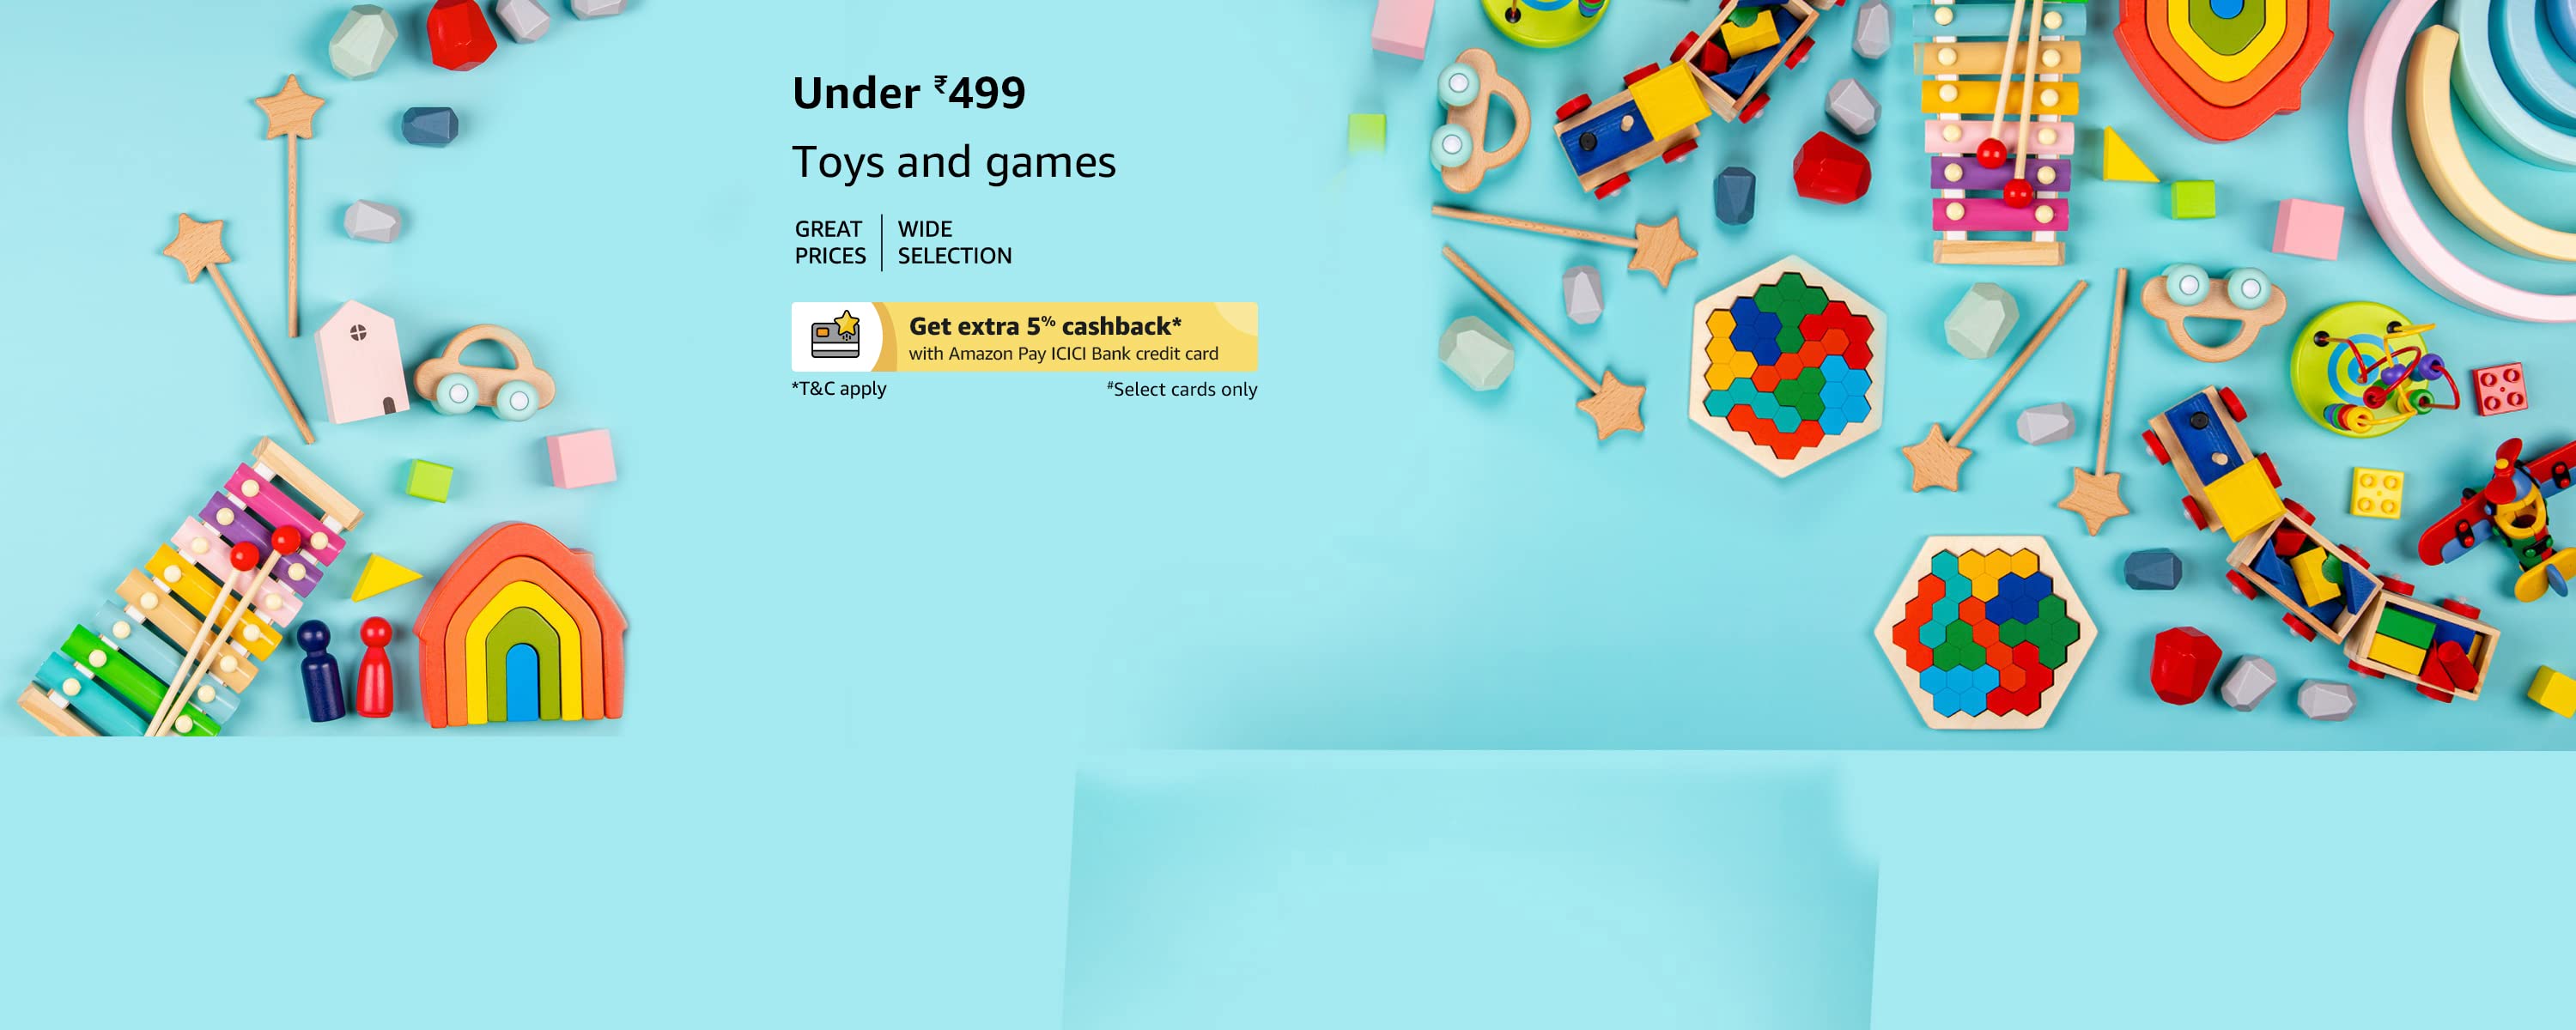 Under ₹499
Toys and games
GREAT PRICES | WIDE SELECTION
Get extra 5% cashback*
with Amazon Pay ICICI Bank credit card
*T&C apply
#Select cards only